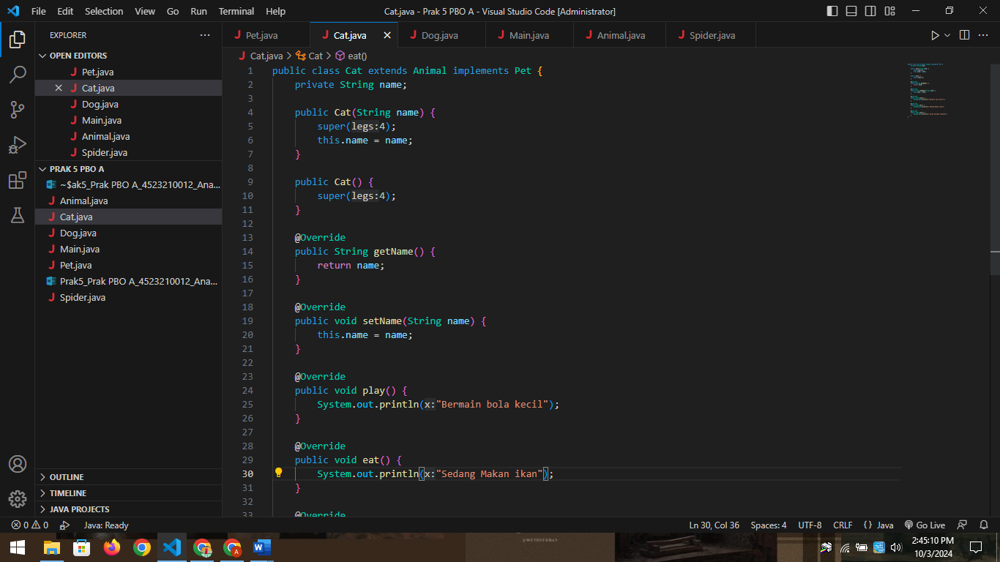 File Edit Selection View Go Run Terminal Help
Cat.java - Prak 5 PBO A - Visual Studio Code [Administrator]
EXPLORER
OPEN EDITORS
Pet.java
Cat.java
Dog.java
Main.java
Animal.java
Spider.java
PRAK 5 PBO A
~$ak5_Prak PBO A_4523210012_Ana...
Animal.java
Cat.java
Dog.java
Main.java
Pet.java
Prak5_Prak PBO A_4523210012_Ana...
Spider.java
OUTLINE
TIMELINE
JAVA PROJECTS
Pet.java Cat.java Dog.java Main.java Animal.java Spider.java
Cat.java > Cat > eat()
1 public class Cat extends Animal implements Pet {
2 private String name;
3
4 public Cat(String name) {
5 super(legs:4);
6 this.name = name;
7 }
8
9 public Cat() {
10 super(legs:4);
11 }
12
13 @Override
14 public String getName() {
15 return name;
16 }
17
18 @Override
19 public void setName(String name) {
20 this.name = name;
21 }
22
23 @Override
24 public void play() {
25 System.out.println(x:"Bermain bola kecil");
26 }
27
28 @Override
29 public void eat() {
30 System.out.println(x:"Sedang Makan ikan");
31 }
32
33 @Override
0 0 Java: Ready
Ln 30, Col 36 Spaces: 4 UTF-8 CRLF {} Java Go Live
2:45:10 PM
10/3/2024